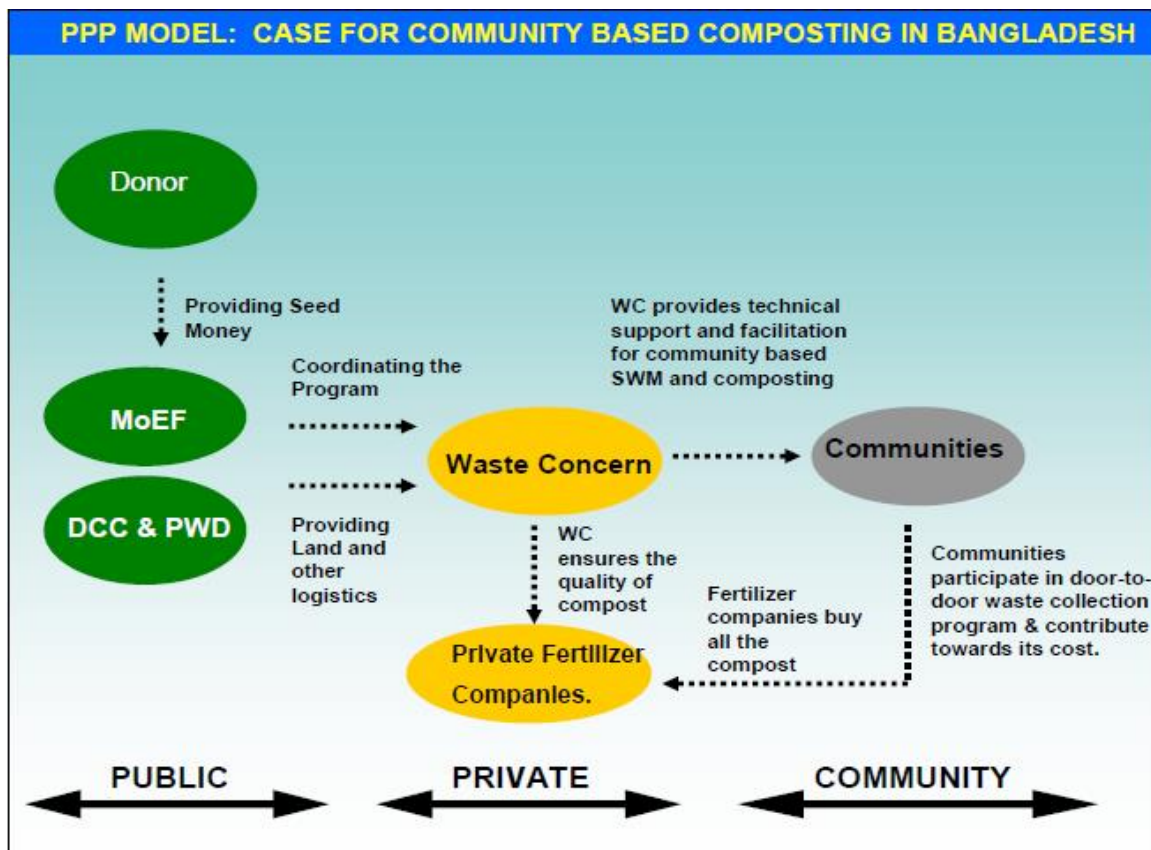 PPP MODEL: CASE FOR COMMUNITY BASED COMPOSTING IN BANGLADESH
Donor
Providing Seed
Money
WC provides technical
support and facilitation
for community based
SWM and composting
Coordinating the
Program
MoEF
Waste Concern
Communities
DCC & PWD
Providing
Land and
other
logistics
WC
ensures the
quality of
compost
Fertilizer
companies buy
all the
compost
Communities
participate in door-to-
door waste collection
program & contribute
towards its cost.
Private Fertilizer
Companies.
PUBLIC
PRIVATE
COMMUNITY